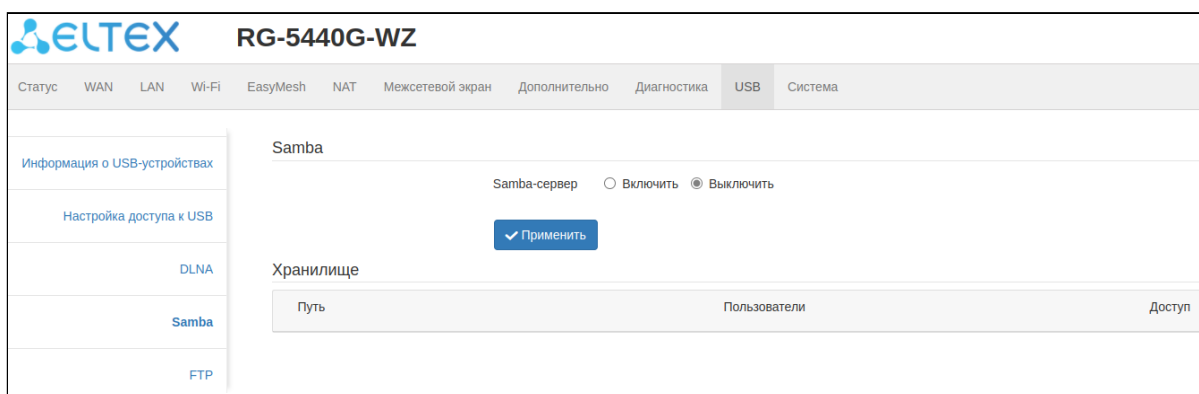 ELTEX RG-5440G-WZ
Статус WAN LAN Wi-Fi EasyMesh NAT Межсетевой экран Дополнительно Диагностика USB Система
Информация о USB-устройствах
Настройка доступа к USB
DLNA
Samba
FTP
Samba
Samba-сервер Включить Выключить
Применить
Хранилище
Путь Пользователи Доступ